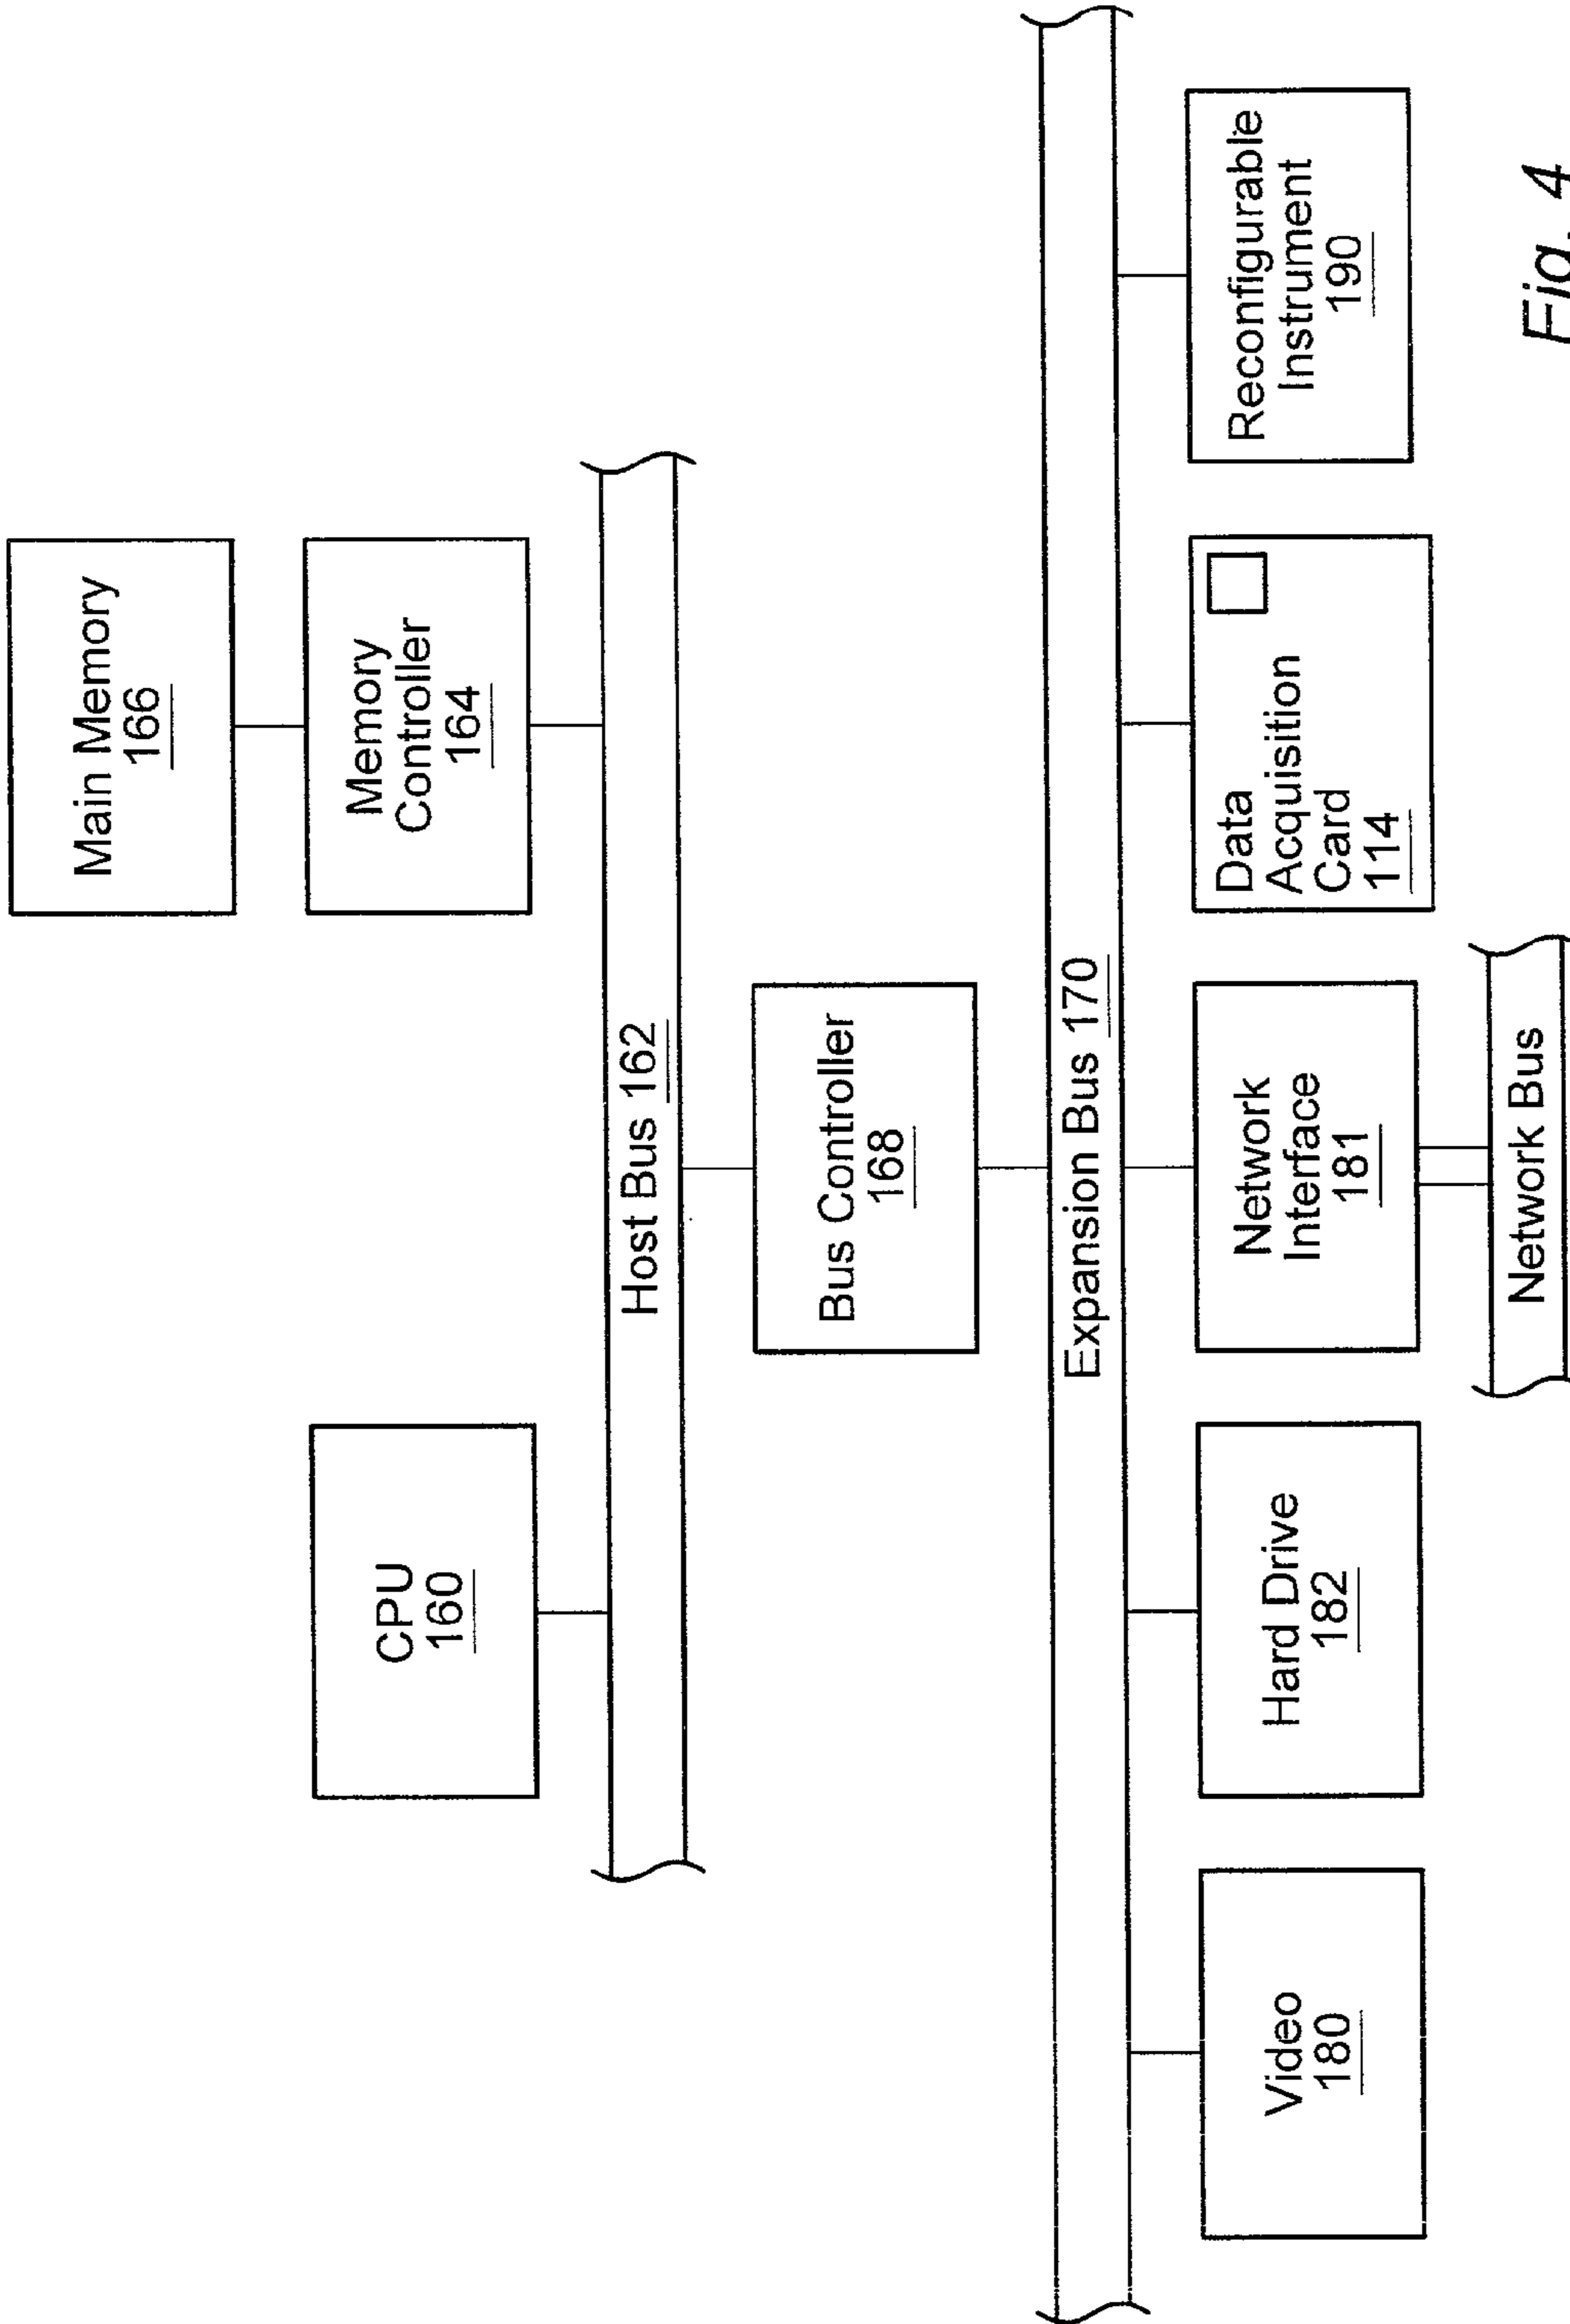 CPU
160
Main Memory
166
Memory
Controller
164
Host Bus 162
Bus Controller
168
Expansion Bus 170
Video
180
Hard Drive
182
Network
Interface
181
Data
Acquisition
Card
114
Reconfigurable
Instrument
190
Network Bus
Fig. 4